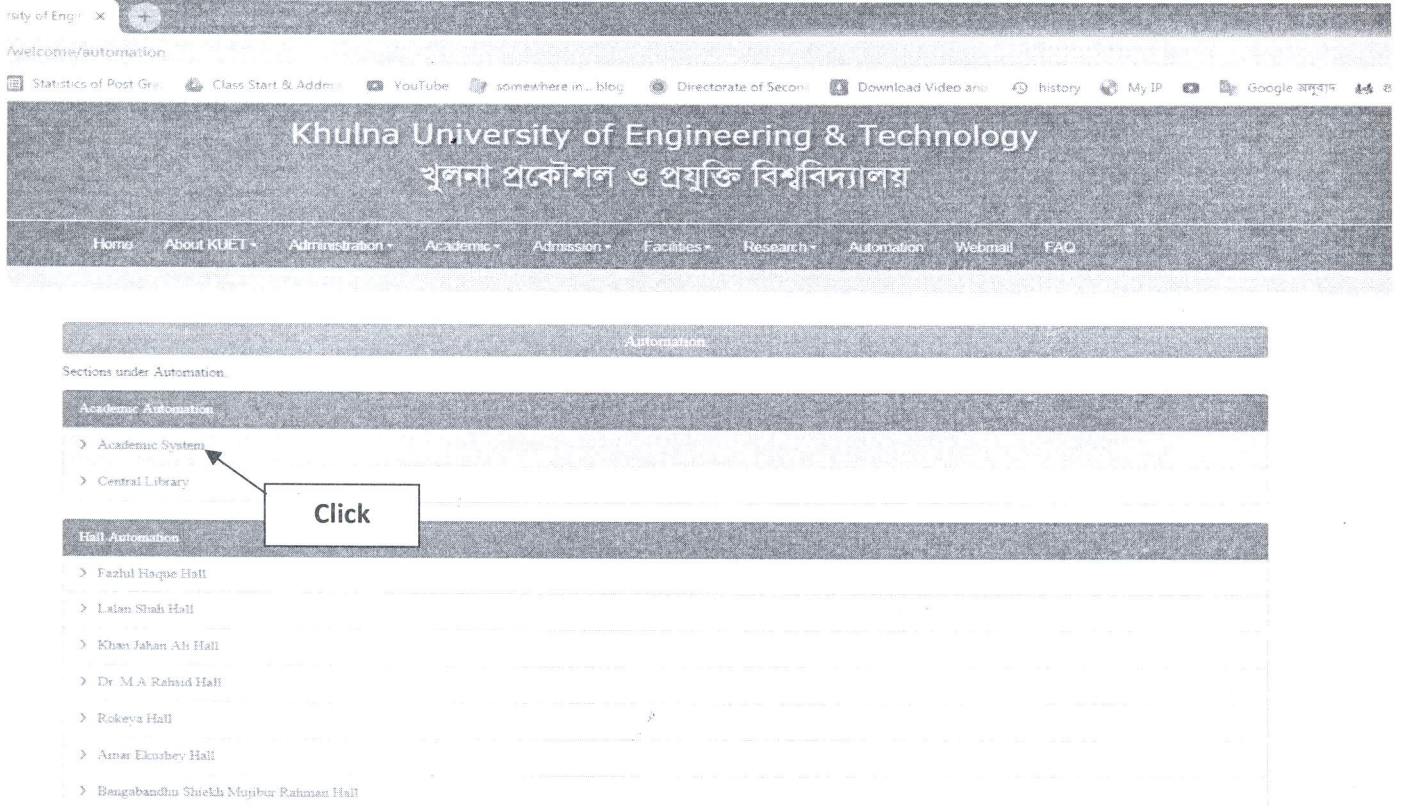 rsity of Engi
/welcome/automation
Statistics of Post Gra Class Start & Addm YouTube somewhere in... blog Directorate of Secon Download Video and history My IP Google অনুবাদ
Khulna University of Engineering & Technology
খুলনা প্রকৌশল ও প্রযুক্তি বিশ্ববিদ্যালয়
Home About KUET Administration Academic Admission Facilities Research Automation Webmail FAQ
Automation
Sections under Automation.
Academic Automation
> Academic System
> Central Library
Click
Hall Automation
> Fazlul Haque Hall
> Lalan Shah Hall
> Khan Jahan Ali Hall
> Dr. M.A Rahsid Hall
> Rokeya Hall
> Amar Ekushey Hall
> Bangabandhu Shiekh Mujibur Rahman Hall